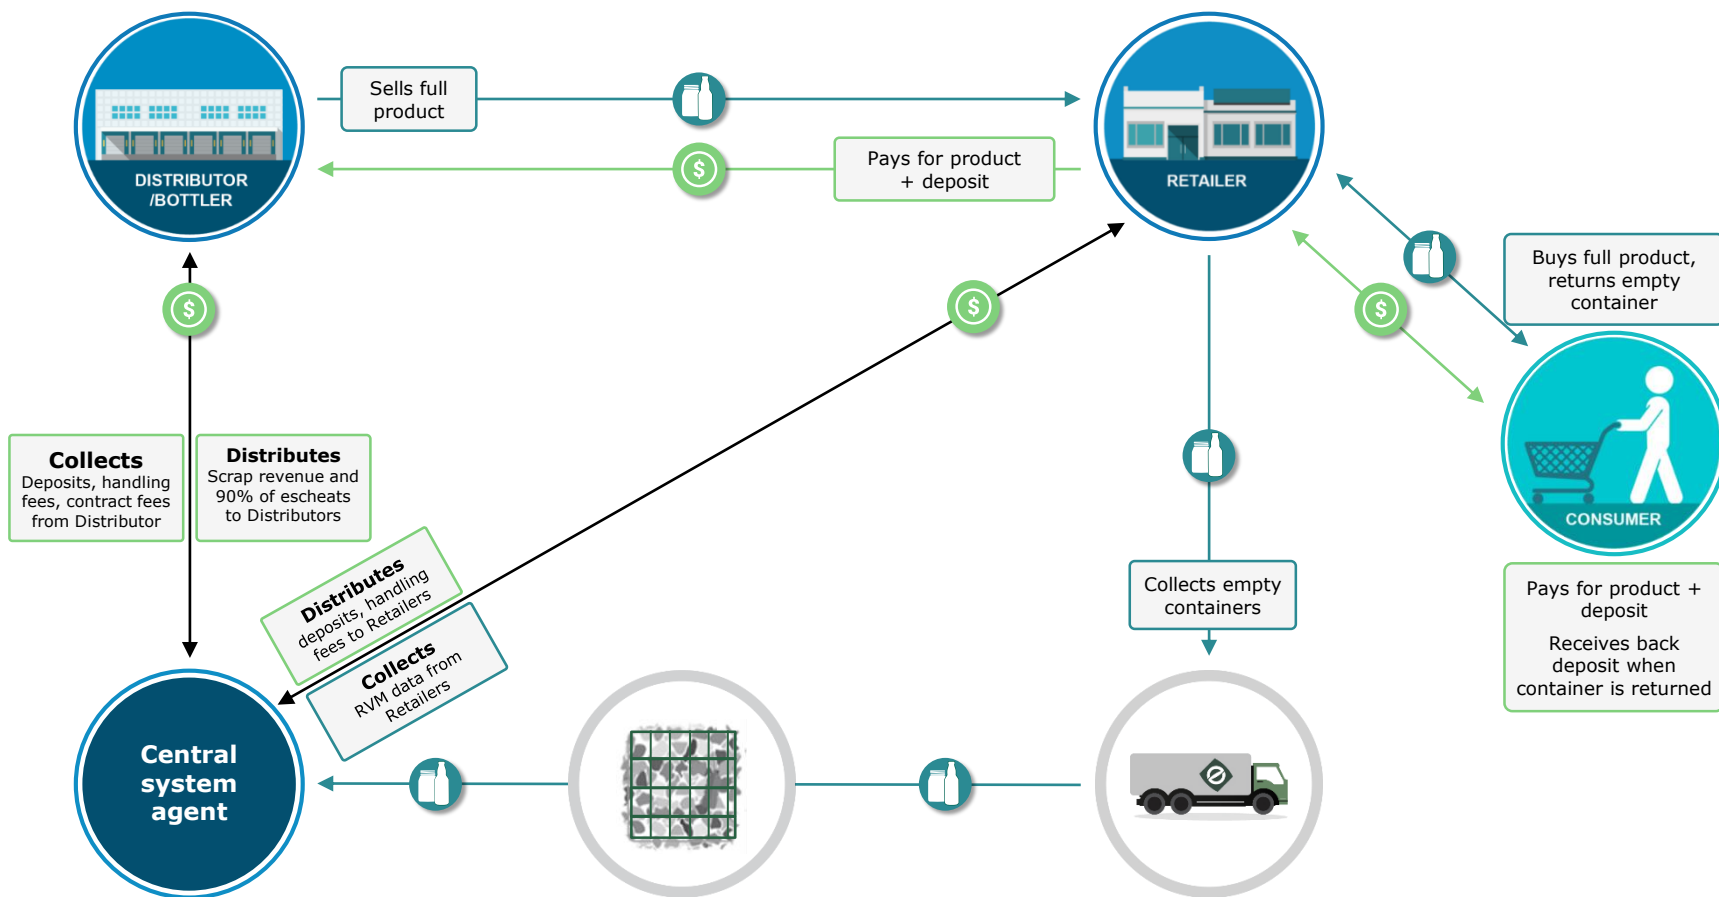 Sells full
product
DISTRIBUTOR
/BOTTLER
$
Pays for product
+ deposit
RETAILER
Buys full product,
returns empty
container
$
$
$
Collects
Deposits, handling
fees, contract fees
from Distributor
Distributes
Scrap revenue and
90% of escheats
to Distributors
CONSUMER
Distributes
deposits, handling
fees to Retailers
Collects
RVM data from
Retailers
Collects empty
containers
Pays for product +
deposit
Receives back
deposit when
container is returned
Central
system
agent